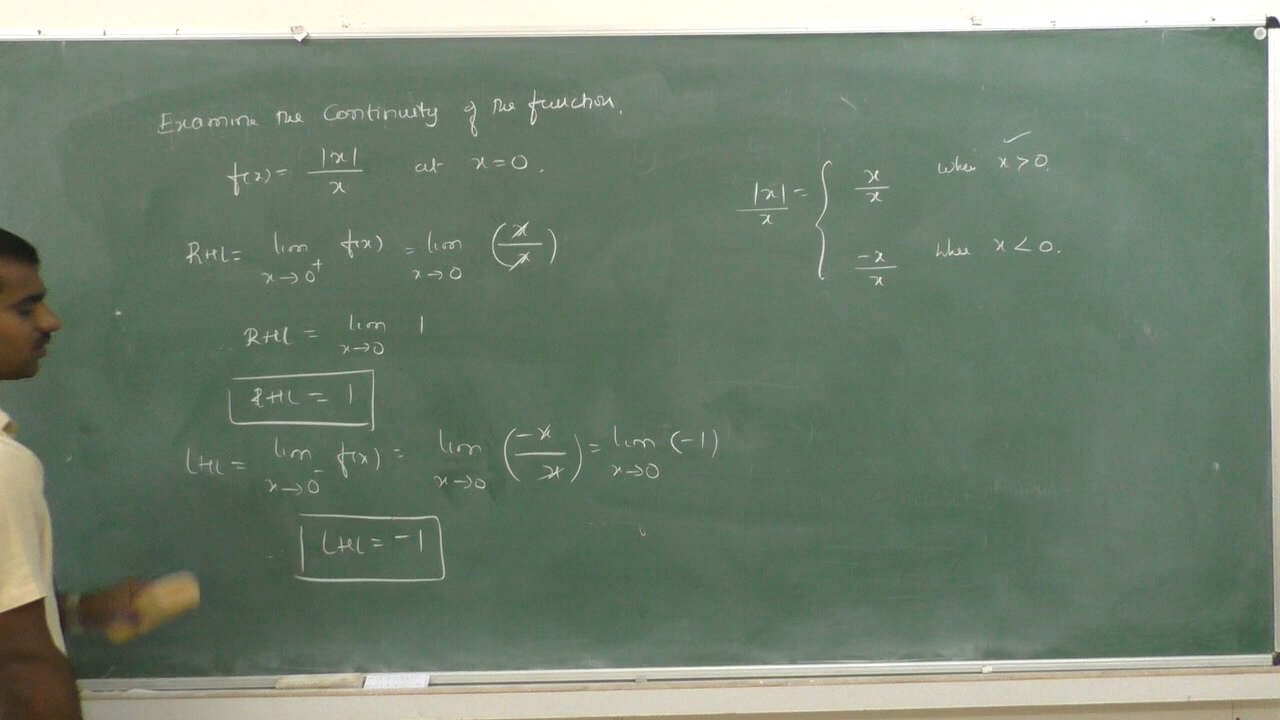 Examine the Continuity of the function.
f(x) = |x|/x at x=0.
RHL = lim x→0⁺ f(x) = lim x→0 (x/x)
RHL = lim x→0 1
RHL = 1
LHL = lim x→0⁻ f(x) = lim x→0 (-x/x) = lim x→0 (-1)
LHL = -1
|x|/x = { x/x when x>0. ✓
-x/x when x<0.